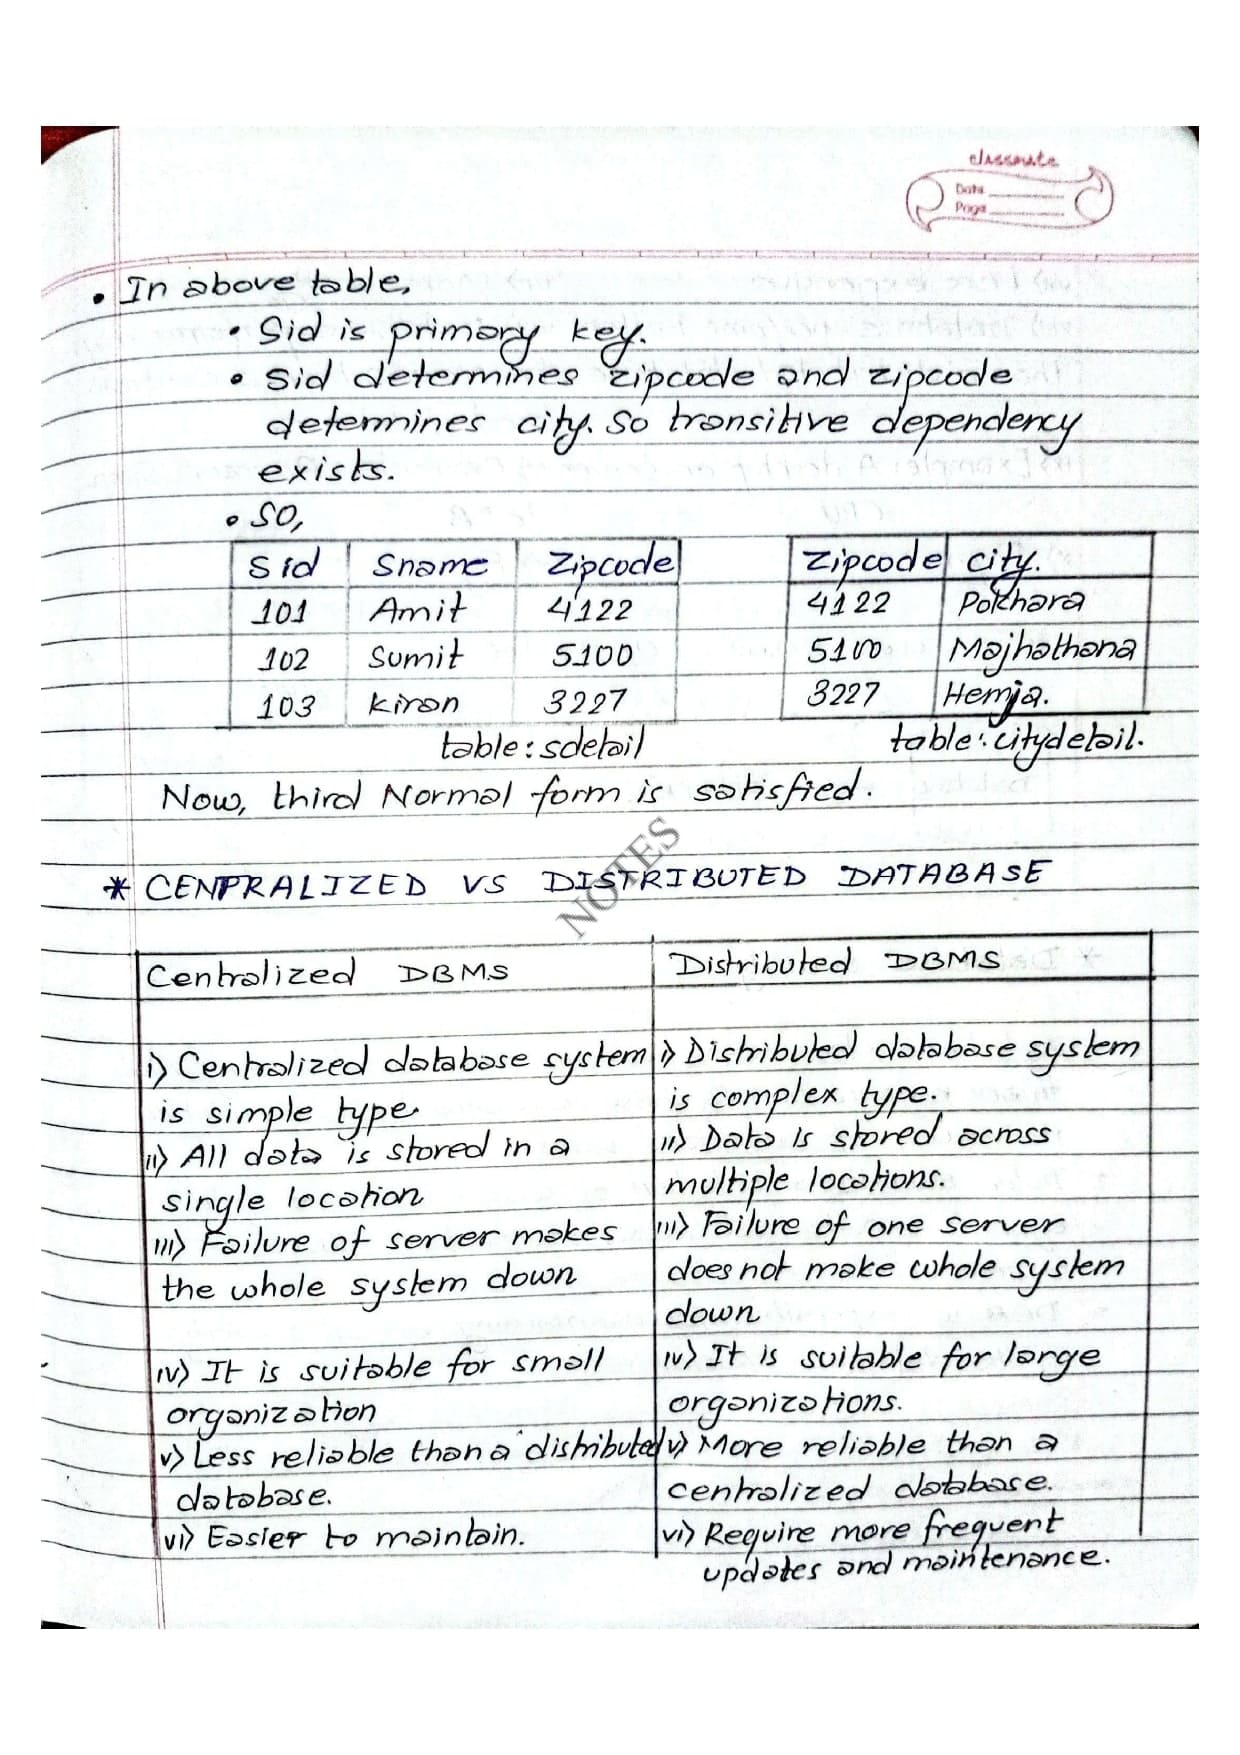 classmate
Date
Page
• In above table,
• Sid is primary key.
• Sid determines zipcode and zipcode
determines city. So transitive dependency
exists.
• SO,
Sid Sname Zipcode
101 Amit 4122
102 Sumit 5100
103 Kiran 3227
table: sdetail
Zipcode city.
4122 Pokhara
5100 Majhathana
3227 Hemja.
table: citydetail.
Now, third Normal form is satisfied.
NOTES
* CENTRALIZED VS DISTRIBUTED DATABASE
Centralized DBMS
i) Centralized database system
is simple type.
ii) All data is stored in a
single location
iii) Failure of server makes
the whole system down
iv) It is suitable for small
organization
v) Less reliable than a distributed
database.
vi) Easier to maintain.
Distributed DBMS
i) Distributed database system
is complex type.
ii) Data is stored across
multiple locations.
iii) Failure of one server
does not make whole system
down
iv) It is suitable for large
organizations.
v) More reliable than a
centralized database.
vi) Require more frequent
updates and maintenance.